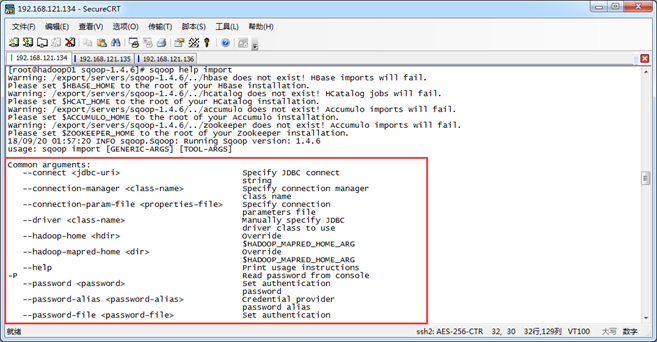 192.168.121.134 - SecureCRT
文件(F) 编辑(E) 查看(V) 选项(O) 传输(T) 脚本(S) 工具(L) 帮助(H)
192.168.121.134 192.168.121.135 192.168.121.136
[root@hadoop01 sqoop-1.4.6]# sqoop help import
Warning: /export/servers/sqoop-1.4.6/../hbase does not exist! HBase imports will fail.
Please set $HBASE_HOME to the root of your HBase installation.
Warning: /export/servers/sqoop-1.4.6/../hcatalog does not exist! HCatalog jobs will fail.
Please set $HCAT_HOME to the root of your HCatalog installation.
Warning: /export/servers/sqoop-1.4.6/../accumulo does not exist! Accumulo imports will fail.
Please set $ACCUMULO_HOME to the root of your Accumulo installation.
Warning: /export/servers/sqoop-1.4.6/../zookeeper does not exist! Accumulo imports will fail.
Please set $ZOOKEEPER_HOME to the root of your Zookeeper installation.
18/09/20 01:57:20 INFO sqoop.Sqoop: Running Sqoop version: 1.4.6
usage: sqoop import [GENERIC-ARGS] [TOOL-ARGS]
Common arguments:
--connect <jdbc-uri> Specify JDBC connect
string
--connection-manager <class-name> Specify connection manager
class name
--connection-param-file <properties-file> Specify connection
parameters file
--driver <class-name> Manually specify JDBC
driver class to use
--hadoop-home <hdir> Override
$HADOOP_MAPRED_HOME_ARG
--hadoop-mapred-home <dir> Override
$HADOOP_MAPRED_HOME_ARG
--help Print usage instructions
-P Read password from console
--password <password> Set authentication
password
--password-alias <password-alias> Credential provider
password alias
--password-file <password-file> Set authentication
就绪 ssh2: AES-256-CTR 32, 30 32行,129列 VT100 大写 数字